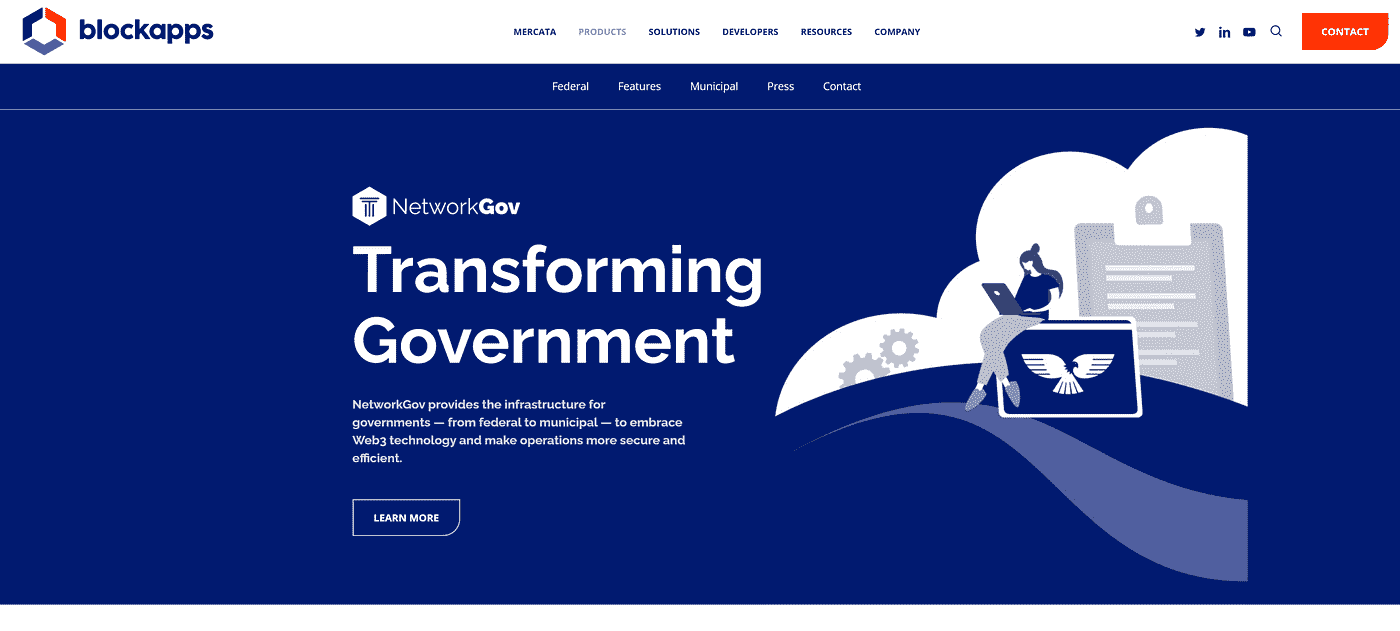 blockapps
MERCATA PRODUCTS SOLUTIONS DEVELOPERS RESOURCES COMPANY
CONTACT
Federal Features Municipal Press Contact
NetworkGov
Transforming
Government
NetworkGov provides the infrastructure for
governments — from federal to municipal — to embrace
Web3 technology and make operations more secure and
efficient.
LEARN MORE